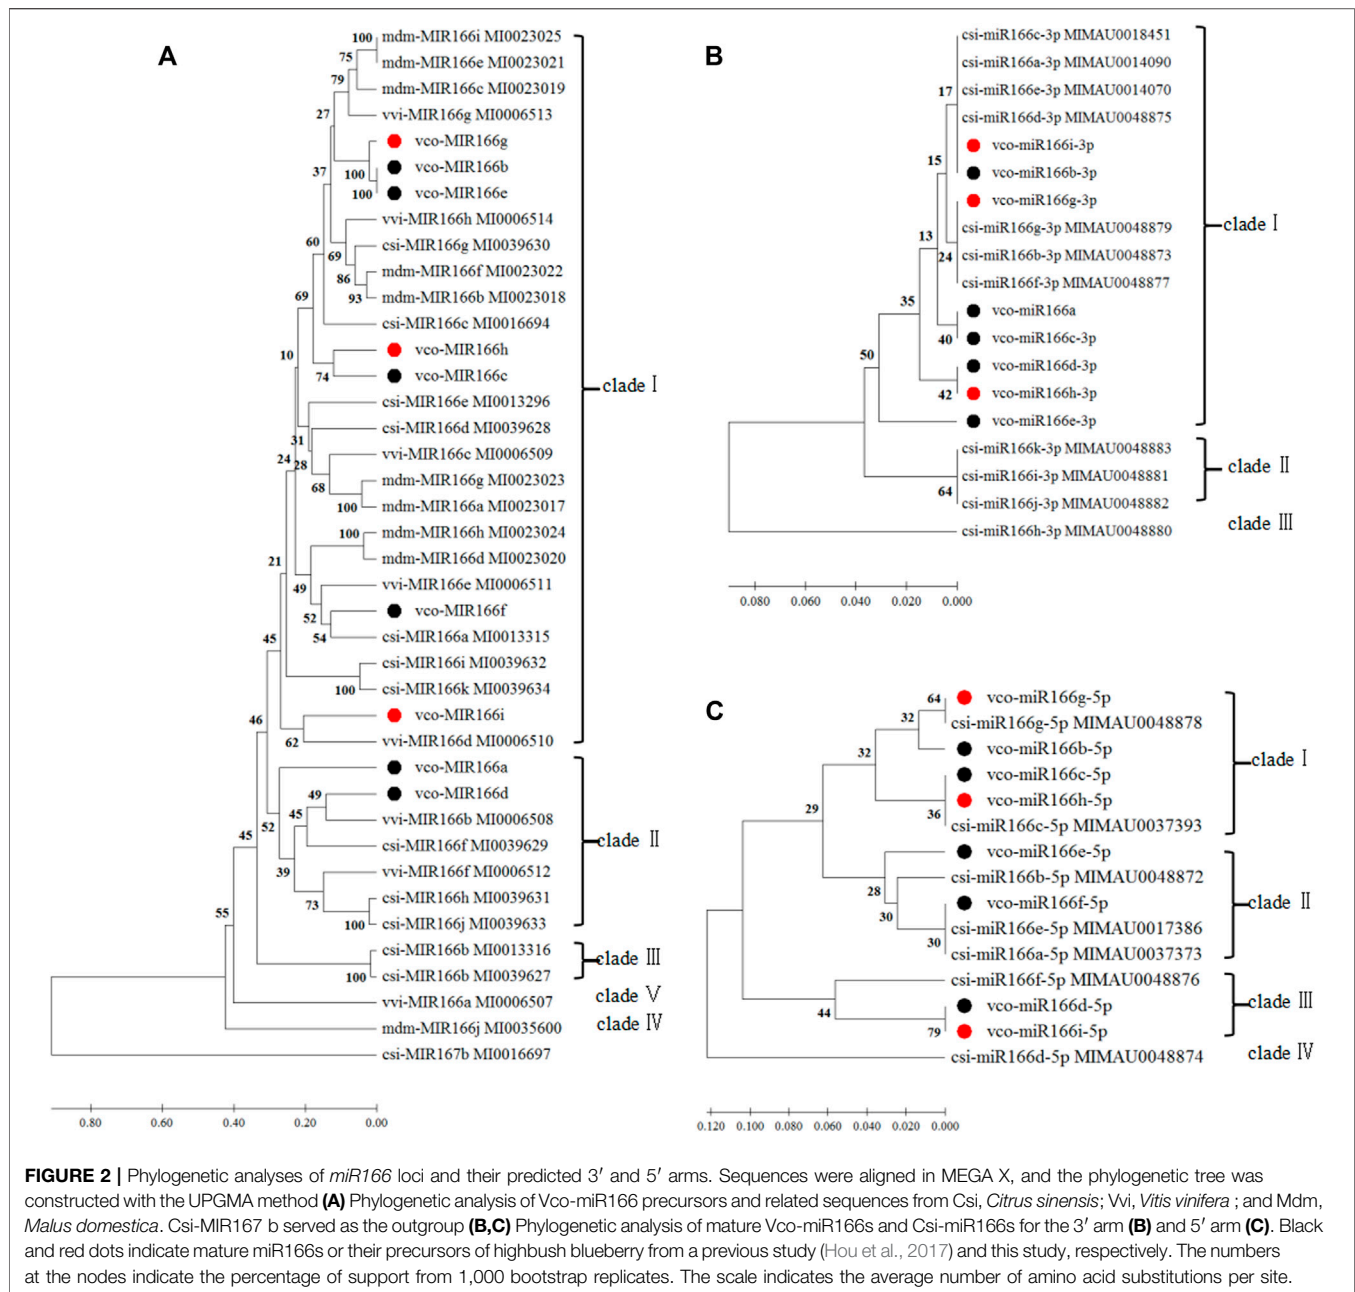 A
100
mdm-MIR166i MI0023025
75
mdm-MIR166e MI0023021
79
mdm-MIR166c MI0023019
27
vvi-MIR166g MI0006513
vco-MIR166g
37
100
vco-MIR166b
100
vco-MIR166e
vvi-MIR166h MI0006514
60
69
csi-MIR166g MI0039630
86
mdm-MIR166f MI0023022
93
mdm-MIR166b MI0023018
69
csi-MIR166c MI0016694
10
vco-MIR166h
74
vco-MIR166c
clade Ⅰ
csi-MIR166e MI0013296
31
csi-MIR166d MI0039628
24
28
vvi-MIR166c MI0006509
68
mdm-MIR166g MI0023023
100
mdm-MIR166a MI0023017
100
mdm-MIR166h MI0023024
21
mdm-MIR166d MI0023020
49
vvi-MIR166e MI0006511
52
vco-MIR166f
45
54
csi-MIR166a MI0013315
csi-MIR166i MI0039632
100
csi-MIR166k MI0039634
46
vco-MIR166i
62
vvi-MIR166d MI0006510
vco-MIR166a
49
vco-MIR166d
45
45
52
vvi-MIR166b MI0006508
clade Ⅱ
csi-MIR166f MI0039629
39
vvi-MIR166f MI0006512
73
csi-MIR166h MI0039631
55
100
csi-MIR166j MI0039633
csi-MIR166b MI0013316
clade Ⅲ
100
csi-MIR166b MI0039627
vvi-MIR166a MI0006507
clade Ⅴ
mdm-MIR166j MI0035600
clade Ⅳ
csi-MIR167b MI0016697
0.80 0.60 0.40 0.20 0.00
B
csi-miR166c-3p MIMAU0018451
csi-miR166a-3p MIMAU0014090
17
csi-miR166e-3p MIMAU0014070
csi-miR166d-3p MIMAU0048875
vco-miR166i-3p
15
vco-miR166b-3p
vco-miR166g-3p
13
csi-miR166g-3p MIMAU0048879
clade Ⅰ
24
csi-miR166b-3p MIMAU0048873
csi-miR166f-3p MIMAU0048877
35
vco-miR166a
40
vco-miR166c-3p
50
vco-miR166d-3p
42
vco-miR166h-3p
vco-miR166e-3p
csi-miR166k-3p MIMAU0048883
csi-miR166i-3p MIMAU0048881
clade Ⅱ
64
csi-miR166j-3p MIMAU0048882
csi-miR166h-3p MIMAU0048880
clade Ⅲ
0.080 0.060 0.040 0.020 0.000
C
64
vco-miR166g-5p
32
csi-miR166g-5p MIMAU0048878
32
vco-miR166b-5p
clade Ⅰ
vco-miR166c-5p
29
vco-miR166h-5p
36
csi-miR166c-5p MIMAU0037393
vco-miR166e-5p
28
csi-miR166b-5p MIMAU0048872
30
vco-miR166f-5p
clade Ⅱ
csi-miR166e-5p MIMAU0017386
30
csi-miR166a-5p MIMAU0037373
csi-miR166f-5p MIMAU0048876
44
vco-miR166d-5p
clade Ⅲ
79
vco-miR166i-5p
csi-miR166d-5p MIMAU0048874
clade Ⅳ
0.120 0.100 0.080 0.060 0.040 0.020 0.000
FIGURE 2 | Phylogenetic analyses of miR166 loci and their predicted 3′ and 5′ arms. Sequences were aligned in MEGA X, and the phylogenetic tree was
constructed with the UPGMA method (A) Phylogenetic analysis of Vco-miR166 precursors and related sequences from Csi, Citrus sinensis; Vvi, Vitis vinifera ; and Mdm,
Malus domestica. Csi-MIR167 b served as the outgroup (B,C) Phylogenetic analysis of mature Vco-miR166s and Csi-miR166s for the 3′ arm (B) and 5′ arm (C). Black
and red dots indicate mature miR166s or their precursors of highbush blueberry from a previous study (Hou et al., 2017) and this study, respectively. The numbers
at the nodes indicate the percentage of support from 1,000 bootstrap replicates. The scale indicates the average number of amino acid substitutions per site.